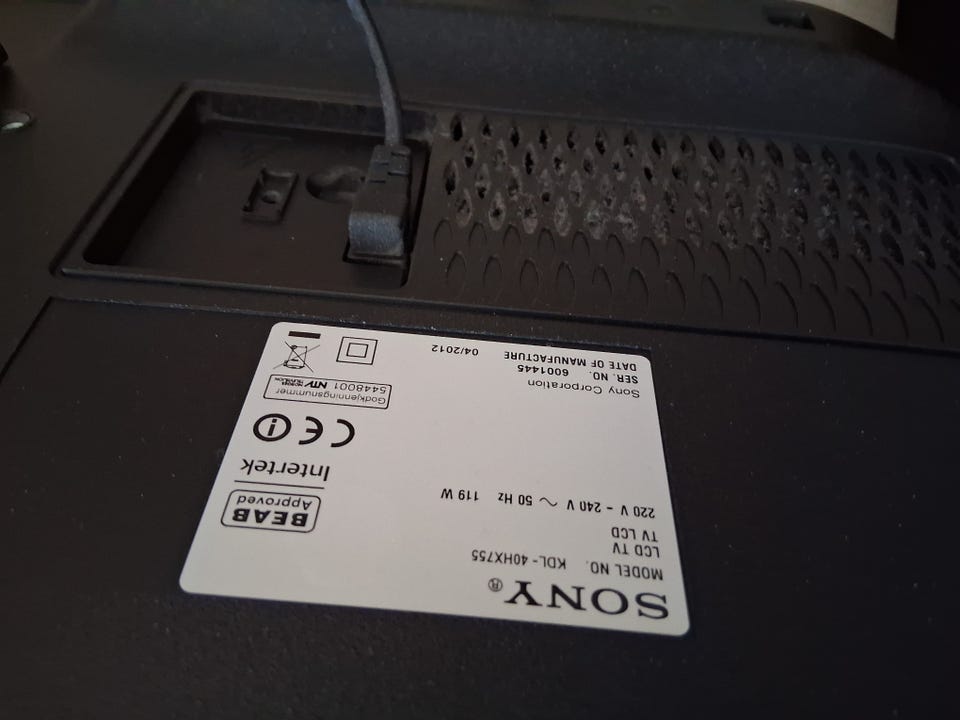 SONY®
MODEL NO. KDL-40HX755
LCD TV
TV LCD
220 V - 240 V ~ 50 Hz 119 W
BEAB
Approved
Intertek
CE
Sony Corporation
SER. NO. 6001445
DATE OF MANUFACTURE 04/2012
Godkjenningsnummer
5448001 NTV